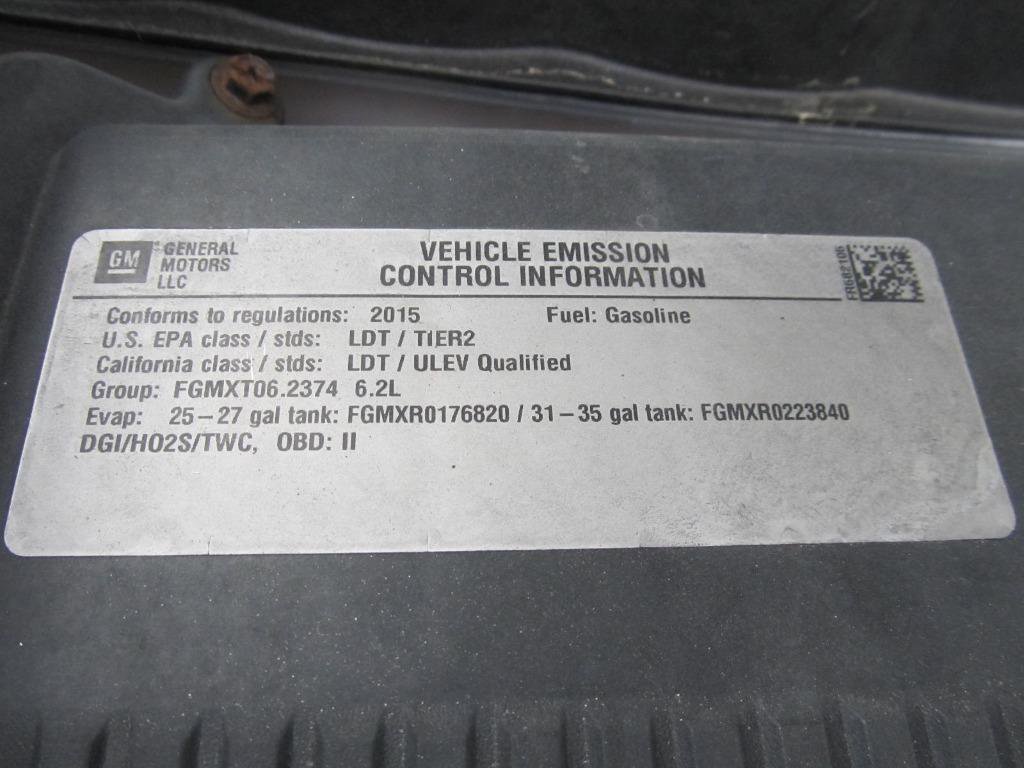 GM
GENERAL
MOTORS
LLC
VEHICLE EMISSION
CONTROL INFORMATION
Conforms to regulations: 2015 Fuel: Gasoline
U.S. EPA class / stds: LDT / TIER2
California class / stds: LDT / ULEV Qualified
Group: FGMXT06.2374 6.2L
Evap: 25–27 gal tank: FGMXR0176820 / 31–35 gal tank: FGMXR0223840
DGI/HO2S/TWC, OBD: II